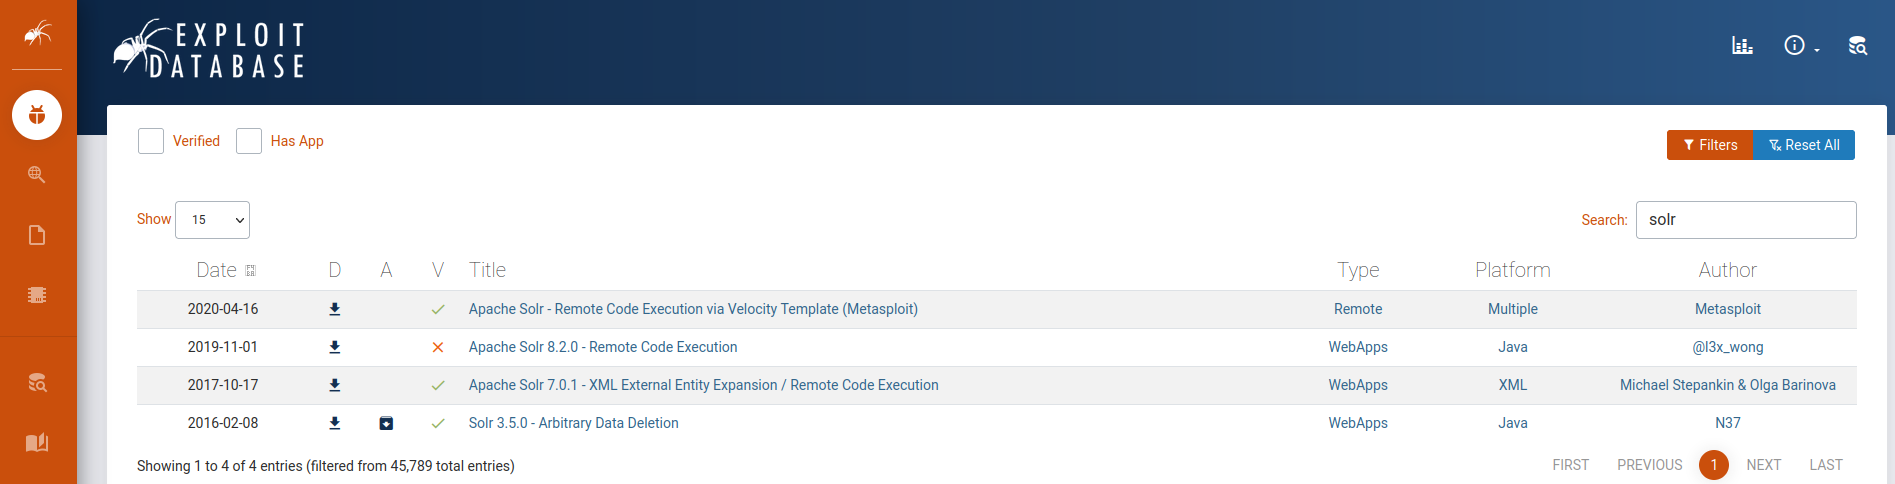 EXPLOIT
DATABASE
Verified Has App
Filters Reset All
Show 15
Search: solr
Date D A V Title Type Platform Author
2020-04-16 Apache Solr - Remote Code Execution via Velocity Template (Metasploit) Remote Multiple Metasploit
2019-11-01 Apache Solr 8.2.0 - Remote Code Execution WebApps Java @l3x_wong
2017-10-17 Apache Solr 7.0.1 - XML External Entity Expansion / Remote Code Execution WebApps XML Michael Stepankin & Olga Barinova
2016-02-08 Solr 3.5.0 - Arbitrary Data Deletion WebApps Java N37
Showing 1 to 4 of 4 entries (filtered from 45,789 total entries)
FIRST PREVIOUS 1 NEXT LAST